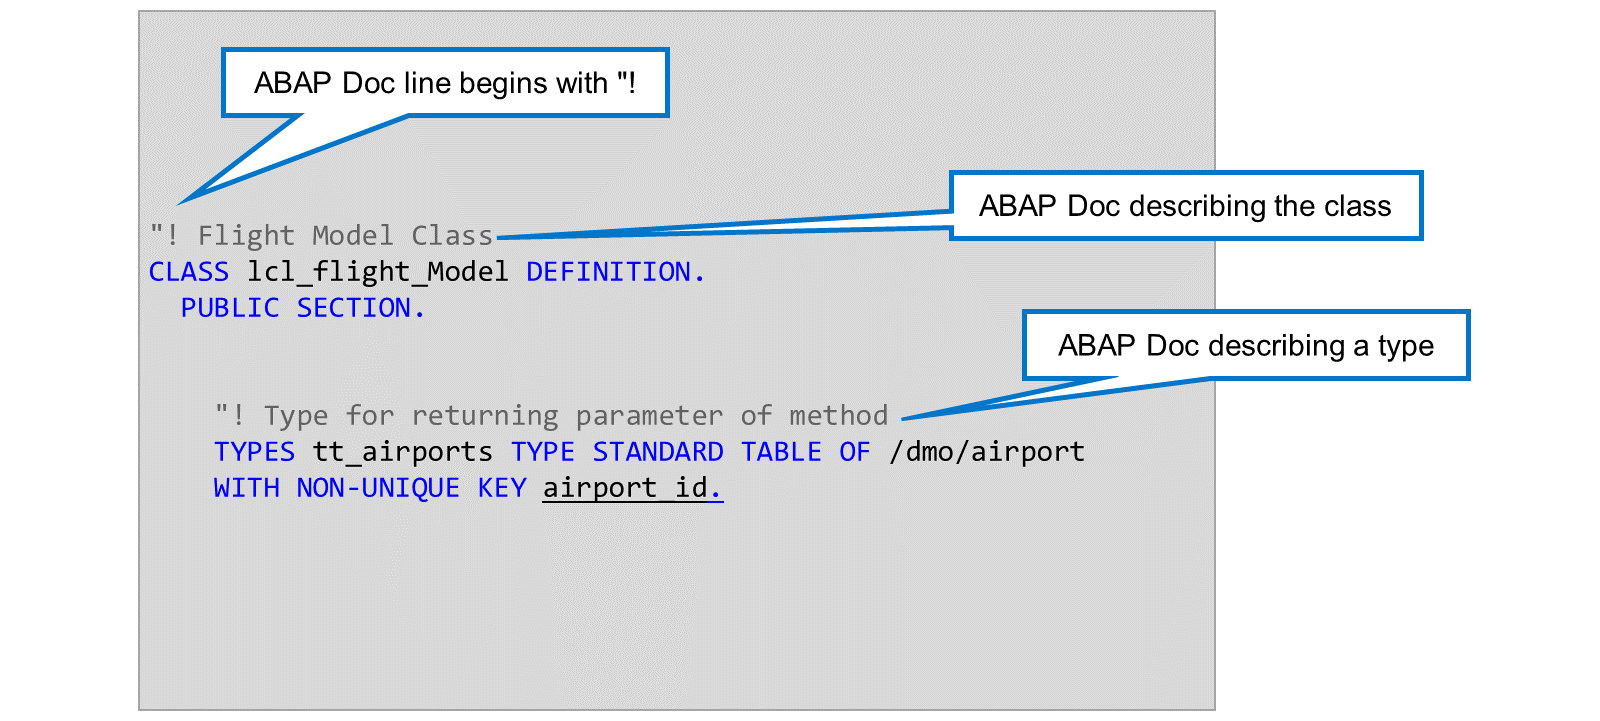 ABAP Doc line begins with "!
ABAP Doc describing the class
"! Flight Model Class
CLASS lcl_flight_Model DEFINITION.
PUBLIC SECTION.
ABAP Doc describing a type
"! Type for returning parameter of method
TYPES tt_airports TYPE STANDARD TABLE OF /dmo/airport
WITH NON-UNIQUE KEY airport_id.